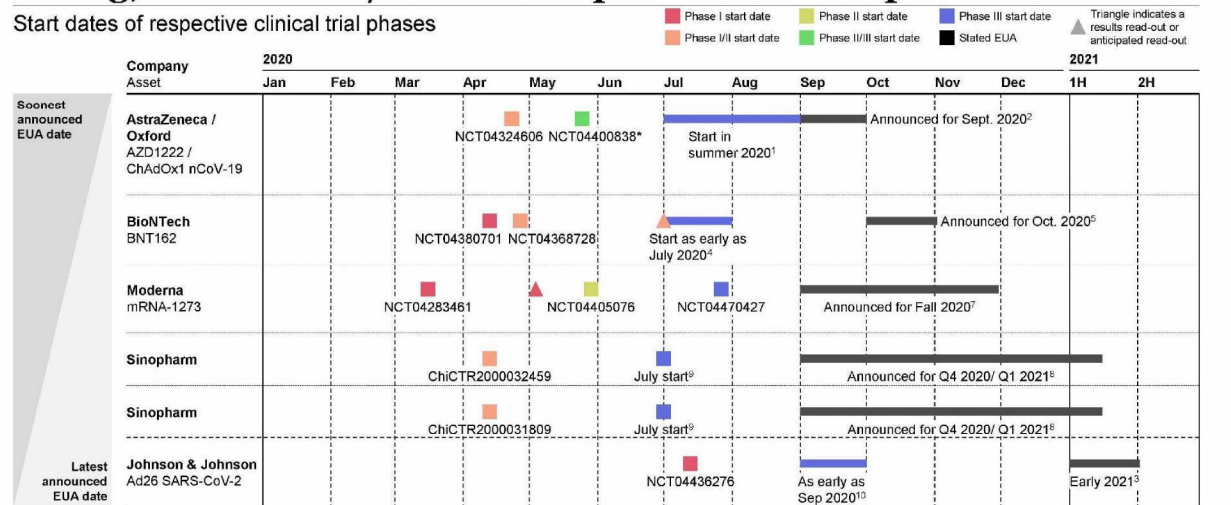 Start dates of respective clinical trial phases
Phase I start date
Phase II start date
Phase III start date
Triangle indicates a
results read-out or
anticipated read-out
Phase I/II start date
Phase II/III start date
Stated EUA
Company
Asset
2020
2021
Jan Feb Mar Apr May Jun Jul Aug Sep Oct Nov Dec 1H 2H
Soonest
announced
EUA date
AstraZeneca /
Oxford
AZD1222 /
ChAdOx1 nCoV-19
NCT04324606 NCT04400838*
Start in
summer 2020¹
Announced for Sept. 2020²
BioNTech
BNT162
NCT04380701 NCT04368728
Start as early as
July 2020⁴
Announced for Oct. 2020⁵
Moderna
mRNA-1273
NCT04283461 NCT04405076 NCT04470427
Announced for Fall 2020⁷
Sinopharm
ChiCTR2000032459
July start⁹
Announced for Q4 2020/ Q1 2021⁸
Sinopharm
ChiCTR2000031809
July start⁹
Announced for Q4 2020/ Q1 2021⁸
Latest
announced
EUA date
Johnson & Johnson
Ad26 SARS-CoV-2
NCT04436276
As early as
Sep 2020¹⁰
Early 2021³